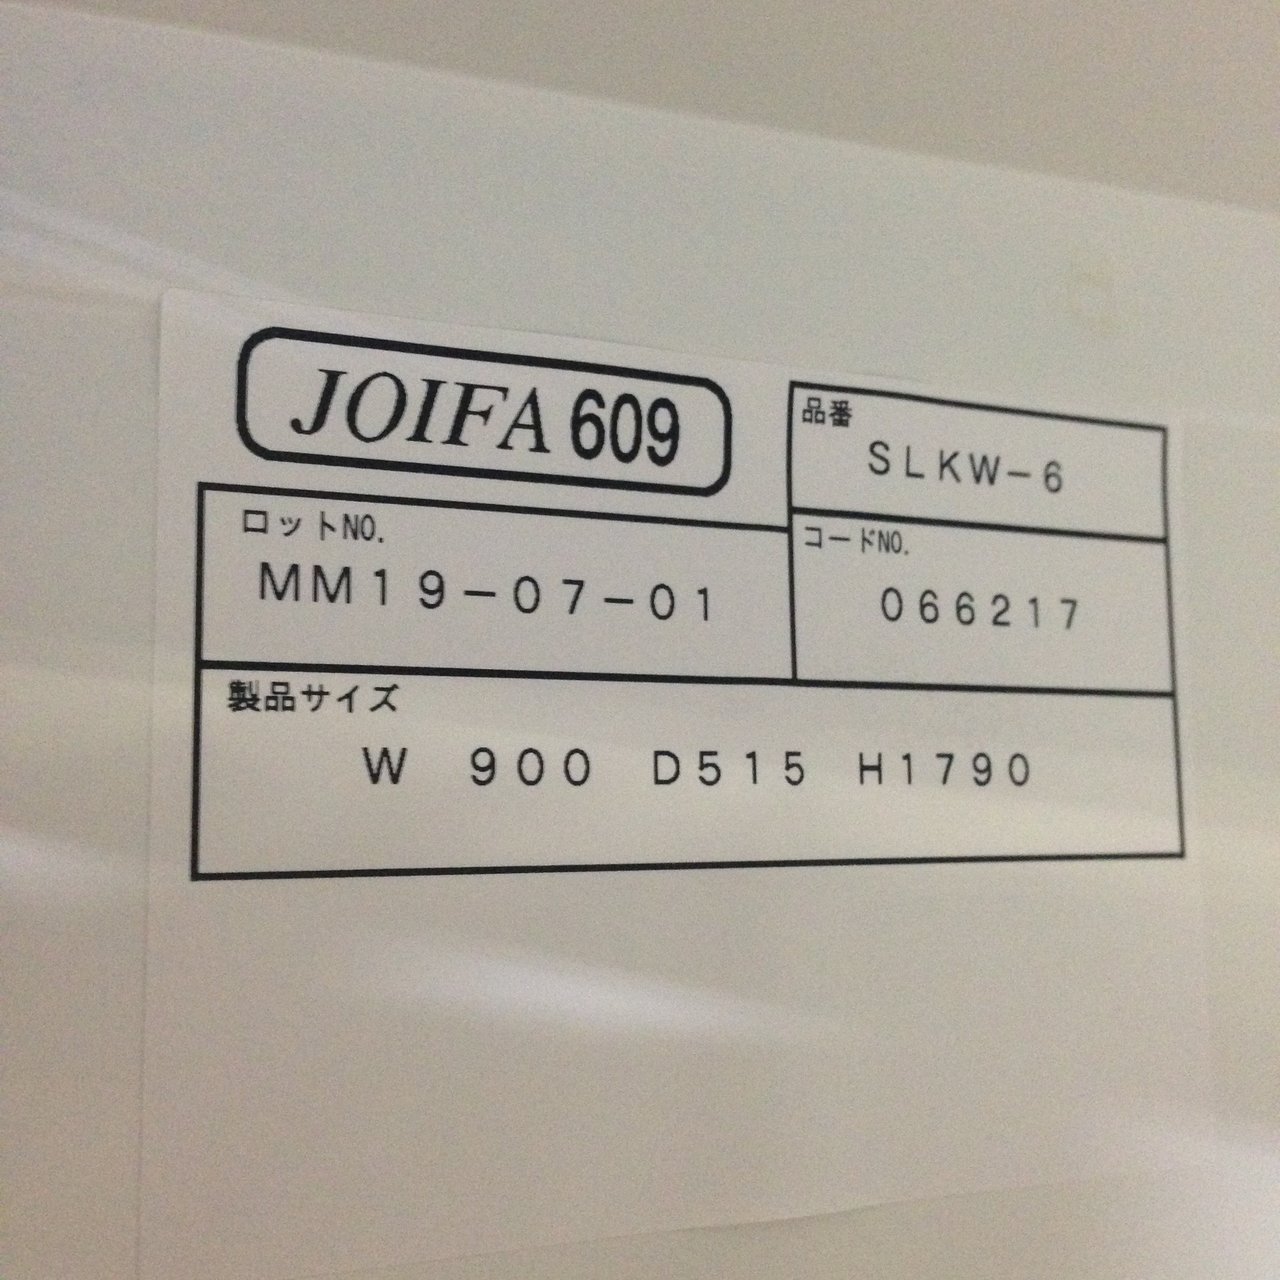 JOIFA 609
品番
SLKW-6
ロットNO.
MM19-07-01
コードNO.
066217
製品サイズ
W 900 D515 H1790